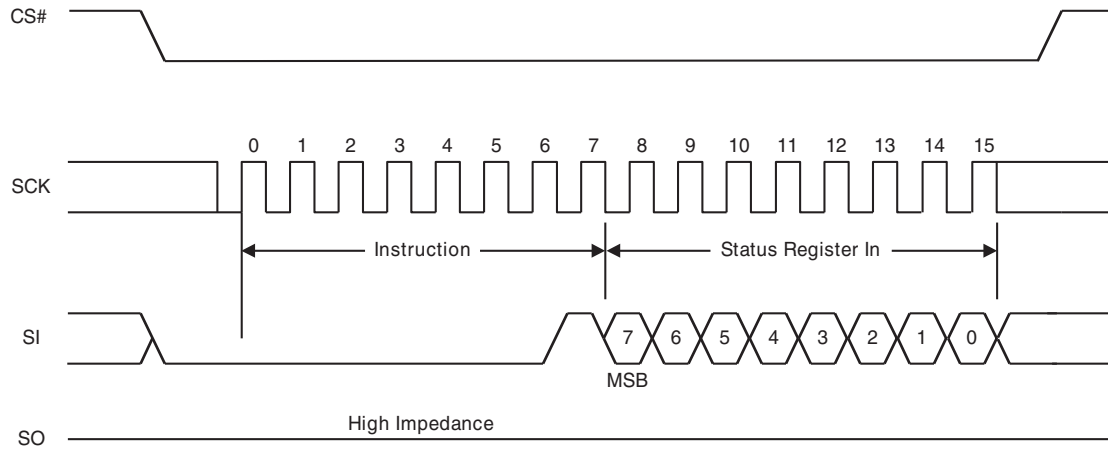 CS#
0 1 2 3 4 5 6 7 8 9 10 11 12 13 14 15
SCK
Instruction Status Register In
SI 7 6 5 4 3 2 1 0
MSB
High Impedance
SO